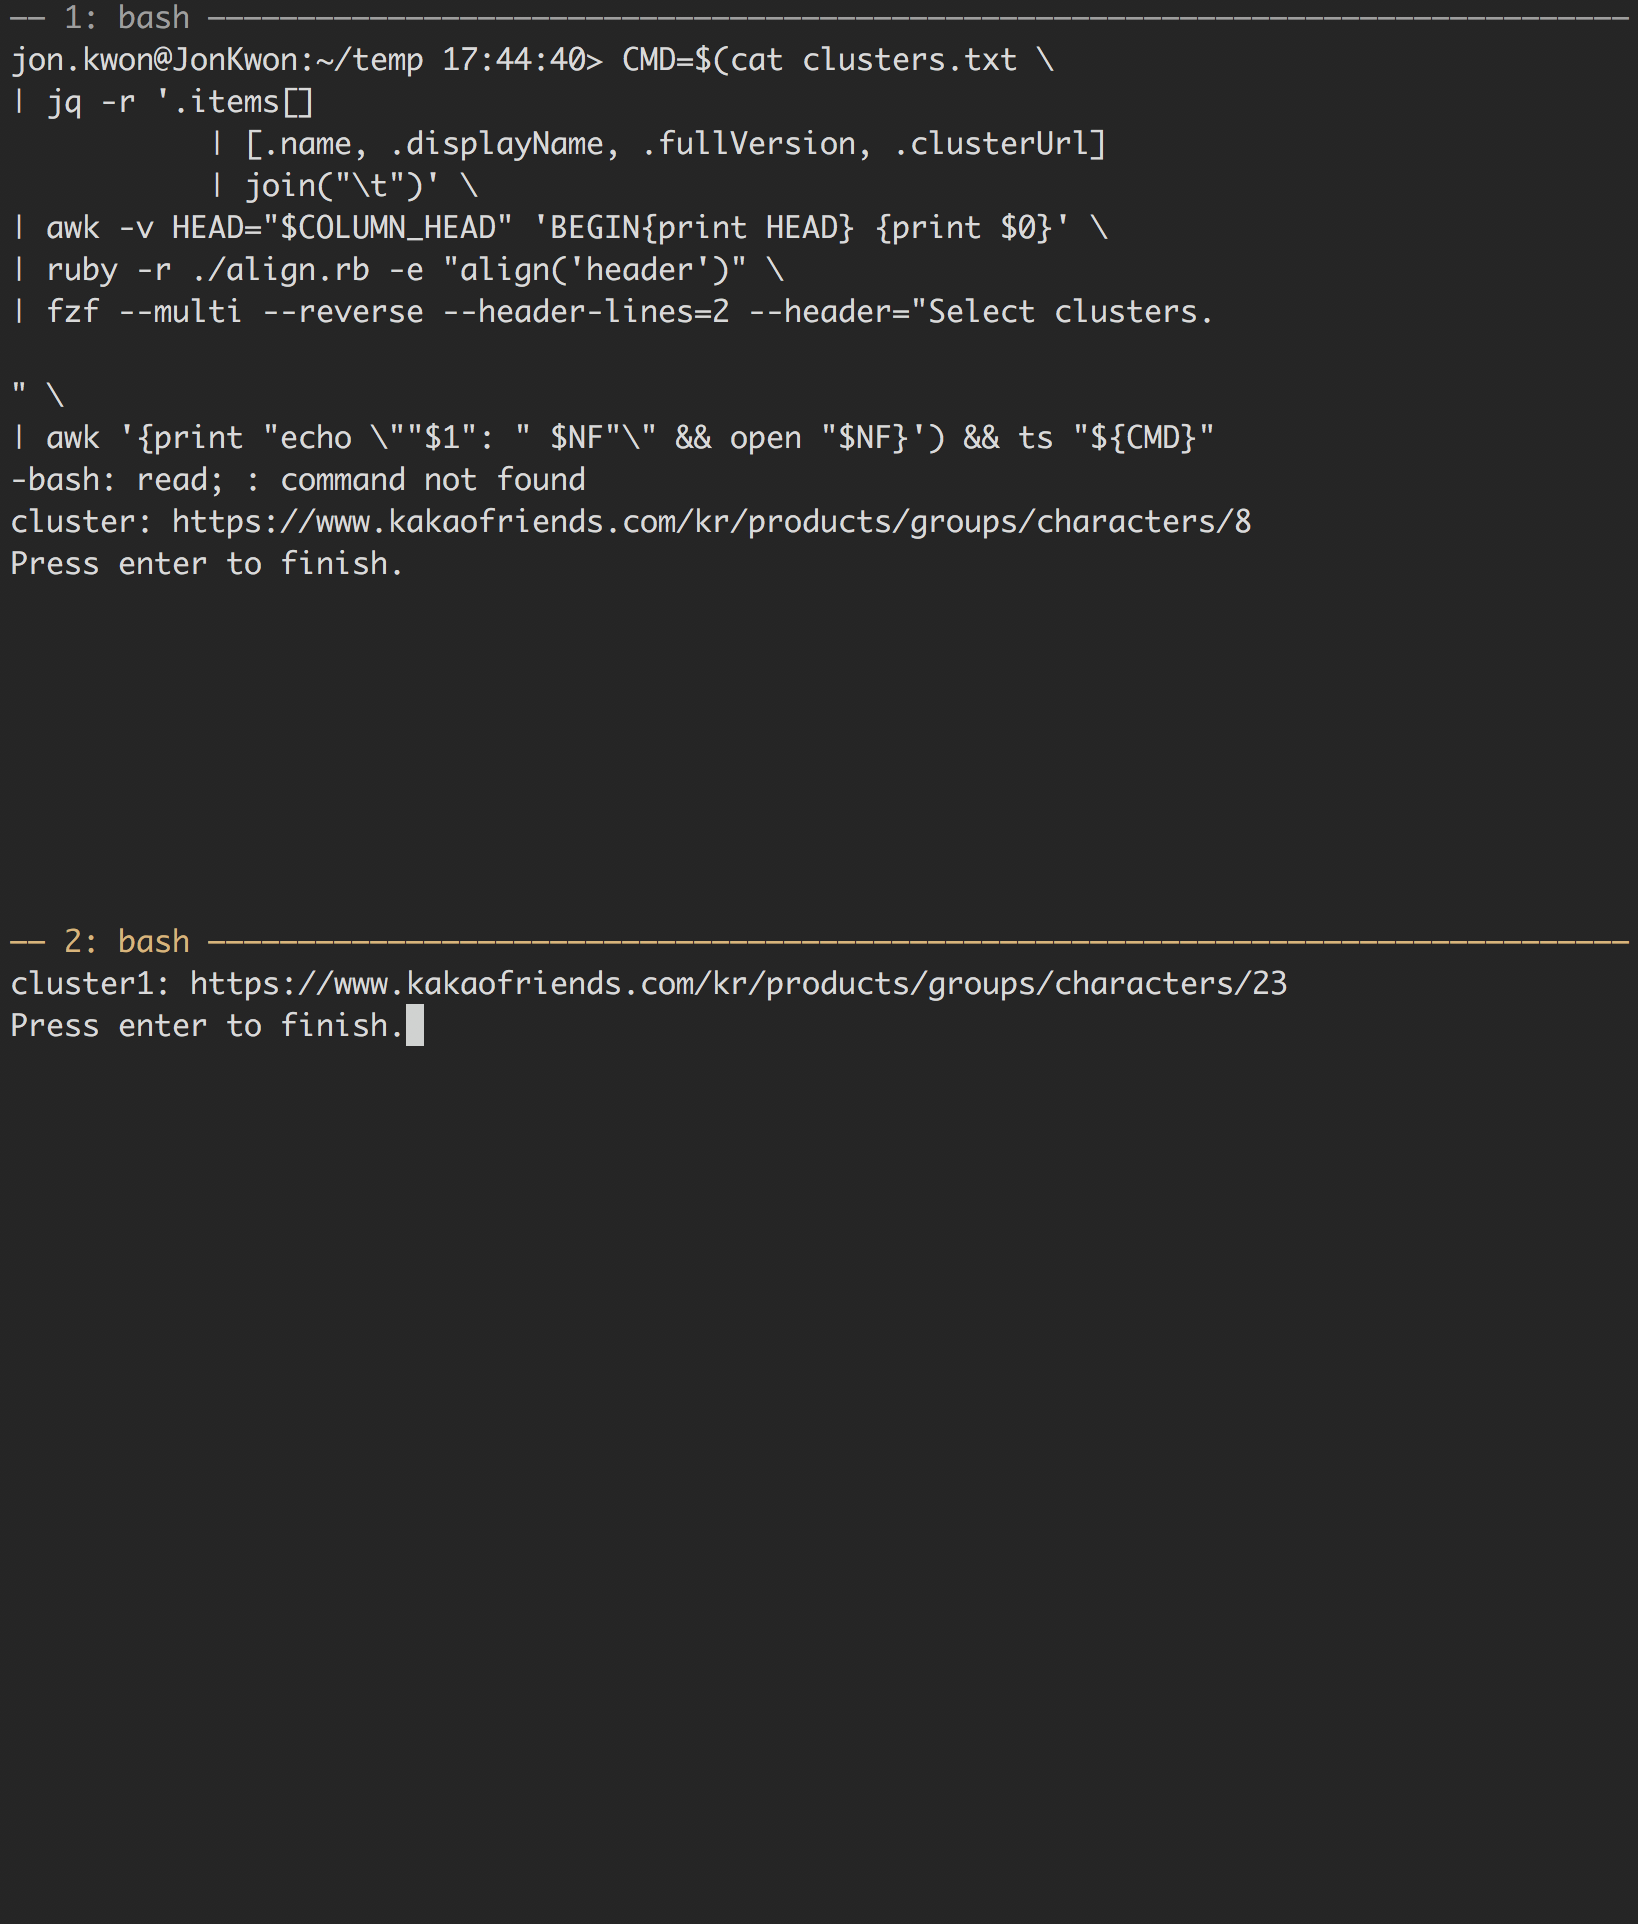 —— 1: bash ——————————————————————————————————————————————————————————————————————————————
jon.kwon@JonKwon:~/temp 17:44:40> CMD=$(cat clusters.txt \
| jq -r '.items[]
           | [.name, .displayName, .fullVersion, .clusterUrl]
           | join("\t")' \
| awk -v HEAD="$COLUMN_HEAD" 'BEGIN{print HEAD} {print $0}' \
| ruby -r ./align.rb -e "align('header')" \
| fzf --multi --reverse --header-lines=2 --header="Select clusters.

" \
| awk '{print "echo \""$1": " $NF"\" && open "$NF}') && ts "${CMD}"
-bash: read; : command not found
cluster: https://www.kakaofriends.com/kr/products/groups/characters/8
Press enter to finish.
—— 2: bash ——————————————————————————————————————————————————————————————————————————————
cluster1: https://www.kakaofriends.com/kr/products/groups/characters/23
Press enter to finish.